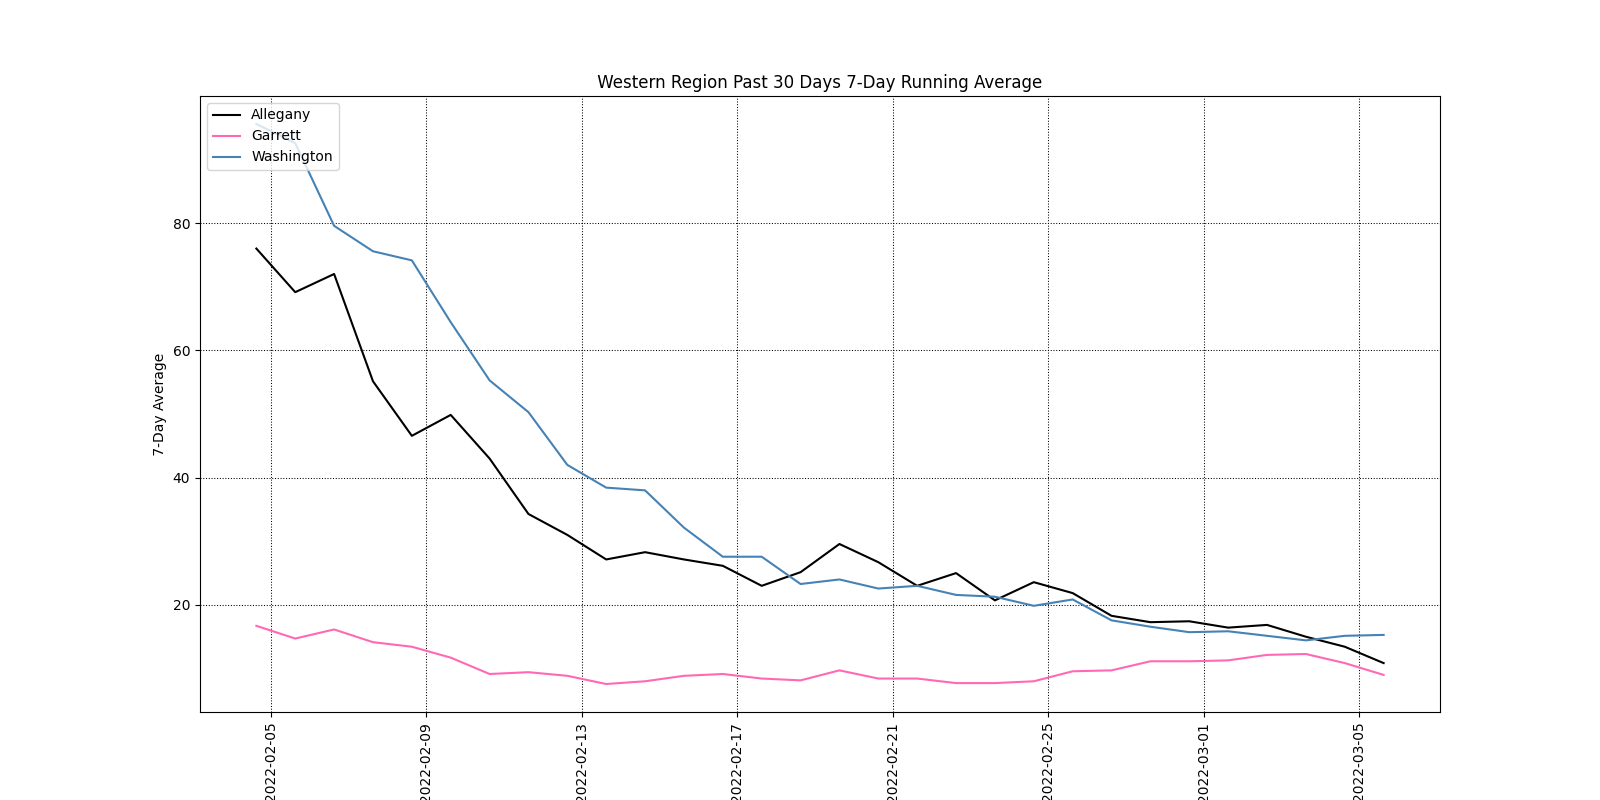 Western Region Past 30 Days 7-Day Running Average
Allegany
Garrett
Washington
7-Day Average
80
60
40
20
2022-02-05
2022-02-09
2022-02-13
2022-02-17
2022-02-21
2022-02-25
2022-03-01
2022-03-05